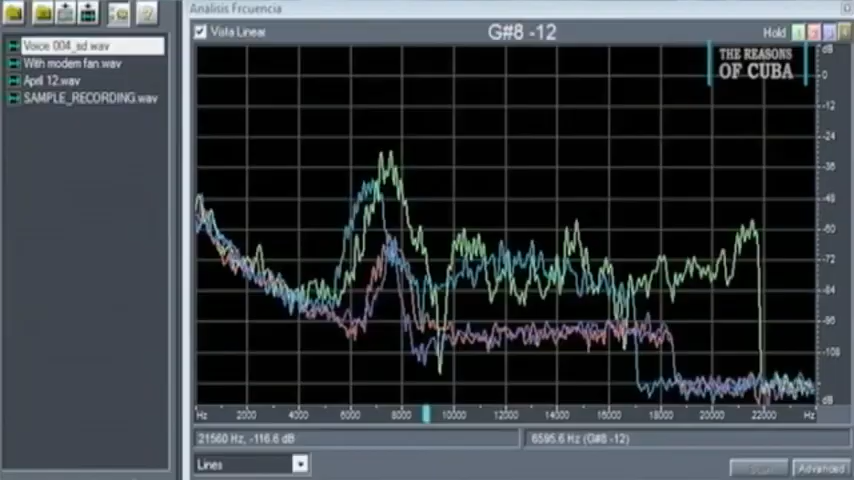 Analisis Frcuencia
Voice 004_sd.wav
With modem fan.wav
April 12.wav
SAMPLE_RECORDING.wav
Vista Linear
G#8 -12
Hold
THE REASONS
OF CUBA
dB
0
-12
-24
-36
-48
-60
-72
-84
-96
-108
dB
Hz 2000 4000 6000 8000 10000 12000 14000 16000 18000 20000 22000 Hz
21560 Hz, -116.6 dB
6595.6 Hz (G#8 -12)
Lines
Advanced